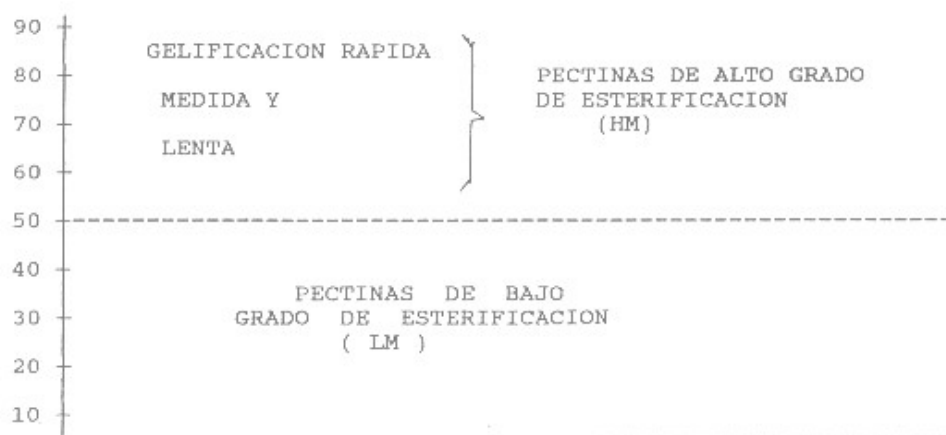 90
GELIFICACION RAPIDA
80
PECTINAS DE ALTO GRADO
MEDIDA Y
DE ESTERIFICACION
70
(HM)
LENTA
60
50
40
PECTINAS DE BAJO
30
GRADO DE ESTERIFICACION
( LM )
20
10